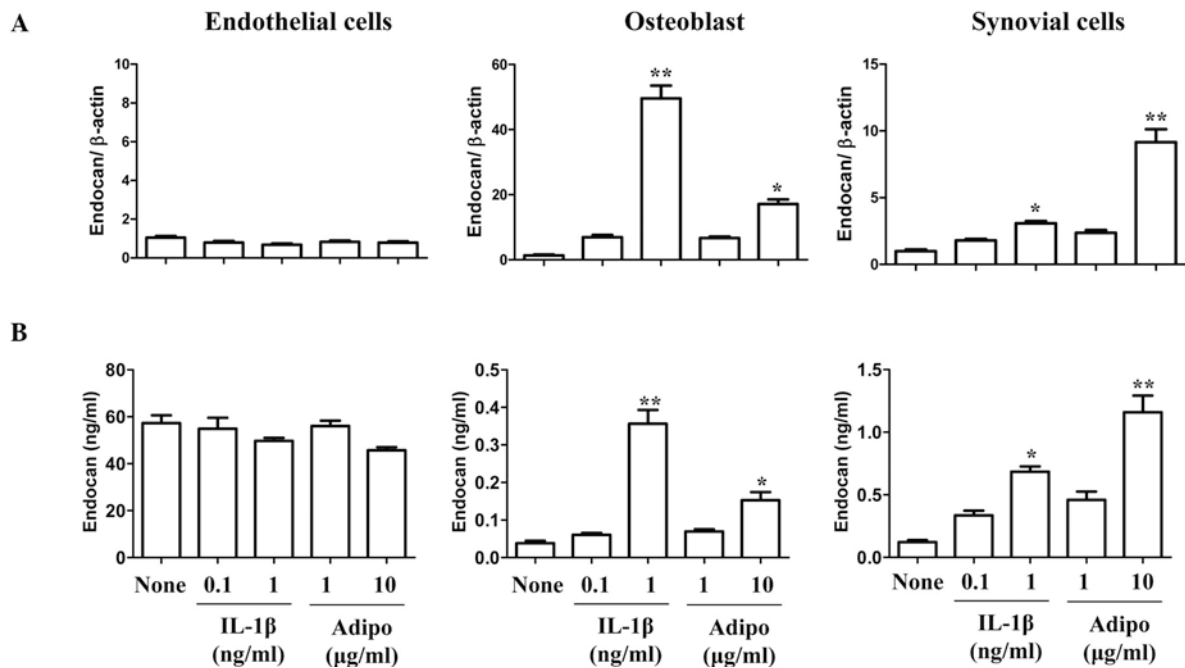 A
Endothelial cells
Osteoblast
Synovial cells
Endocan/ β-actin
10
8
6
4
2
0
Endocan/ β-actin
60
40
20
0
**
*
Endocan/ β-actin
15
10
5
0
*
**
B
Endocan (ng/ml)
80
60
40
20
0
Endocan (ng/ml)
0.5
0.4
0.3
0.2
0.1
0.0
**
*
Endocan (ng/ml)
1.5
1.0
0.5
0.0
*
**
None 0.1 1 1 10
IL-1β Adipo
(ng/ml) (μg/ml)
None 0.1 1 1 10
IL-1β Adipo
(ng/ml) (μg/ml)
None 0.1 1 1 10
IL-1β Adipo
(ng/ml) (μg/ml)